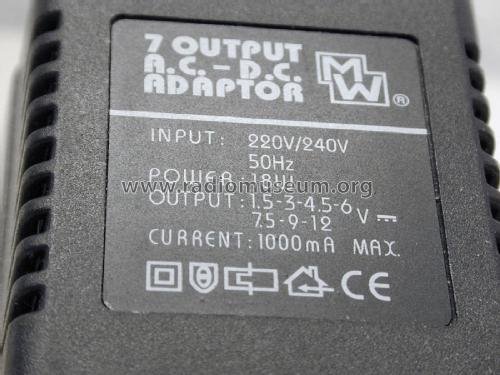 7 OUTPUT
A.C. – D.C.
ADAPTOR
MW ®
INPUT: 220V/240V
50Hz
POWER: 18W
www.radiomuseum.org
OUTPUT: 1.5-3-4.5-6 V
7.5-9-12
CURRENT: 1000mA MAX.
CE